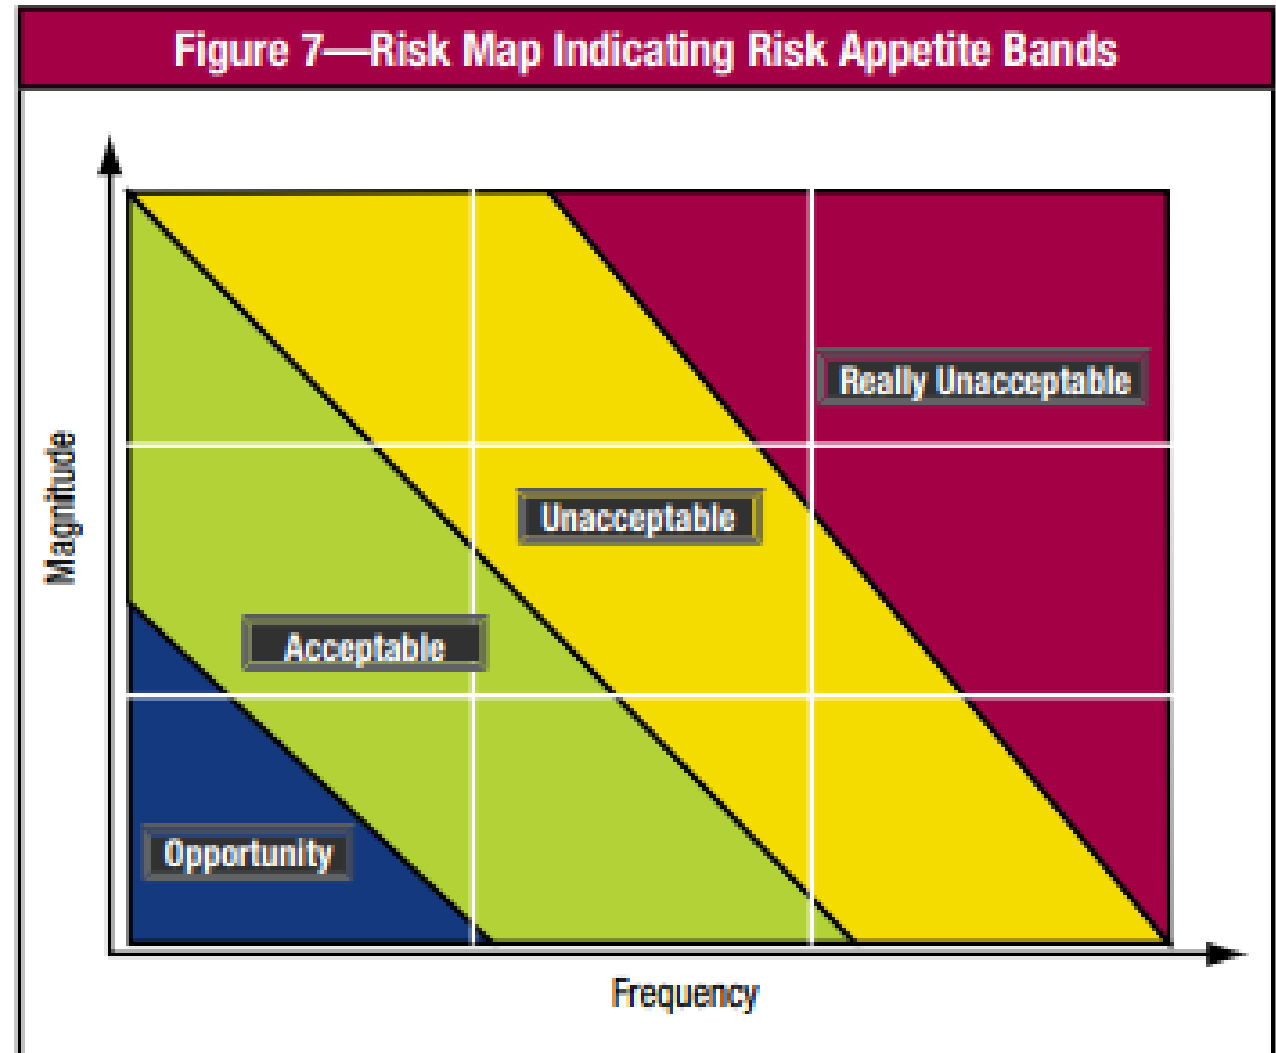 Figure 7—Risk Map Indicating Risk Appetite Bands
Really Unacceptable
Unacceptable
Acceptable
Opportunity
Magnitude
Frequency